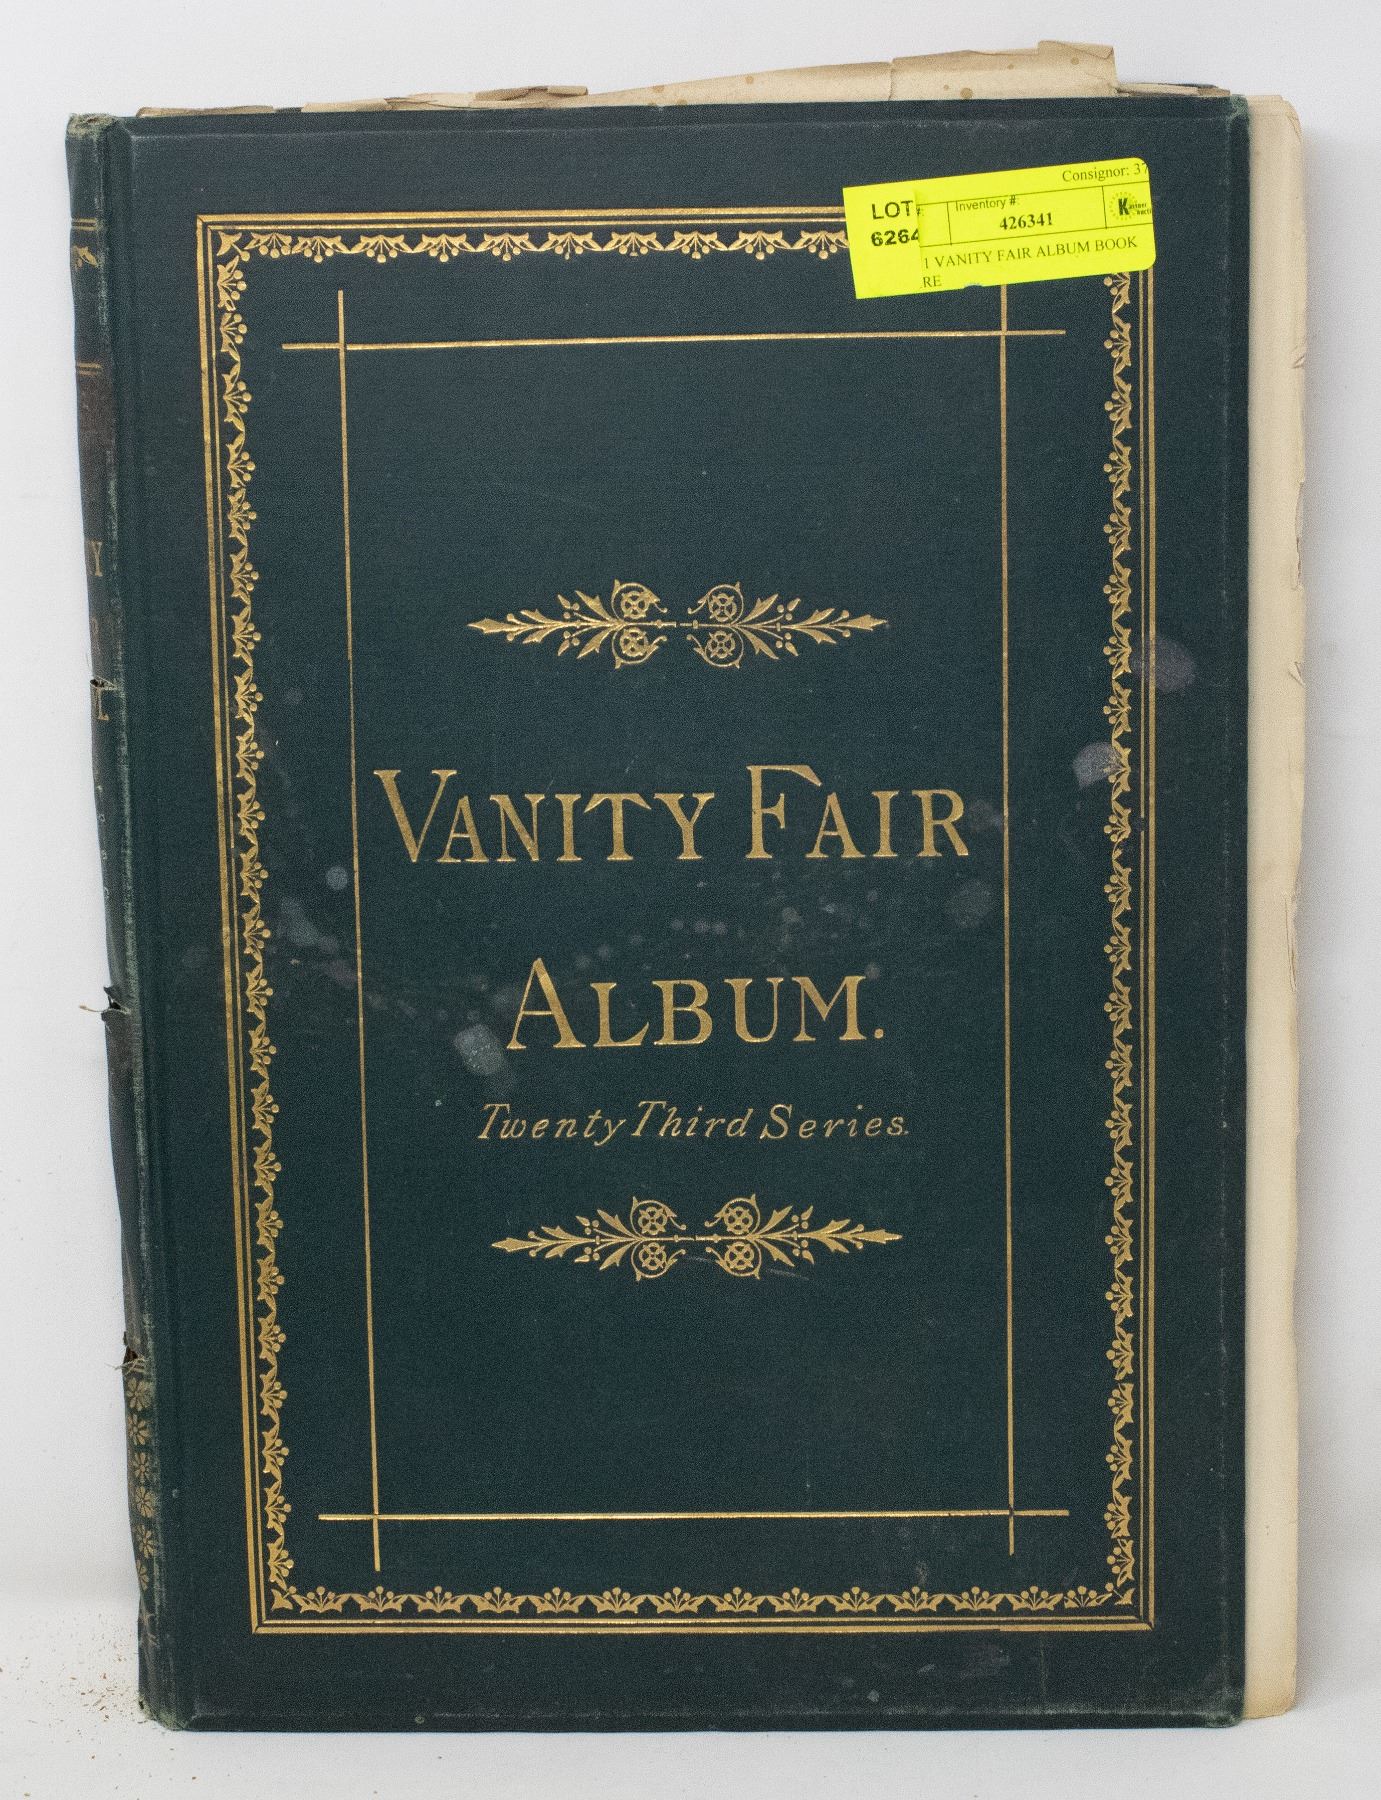 Consignor: 37
LOT#:
Inventory #:
6264
426341
1 VANITY FAIR ALBUM BOOK
RE
VANITY FAIR
ALBUM.
Twenty Third Series.
Y
L